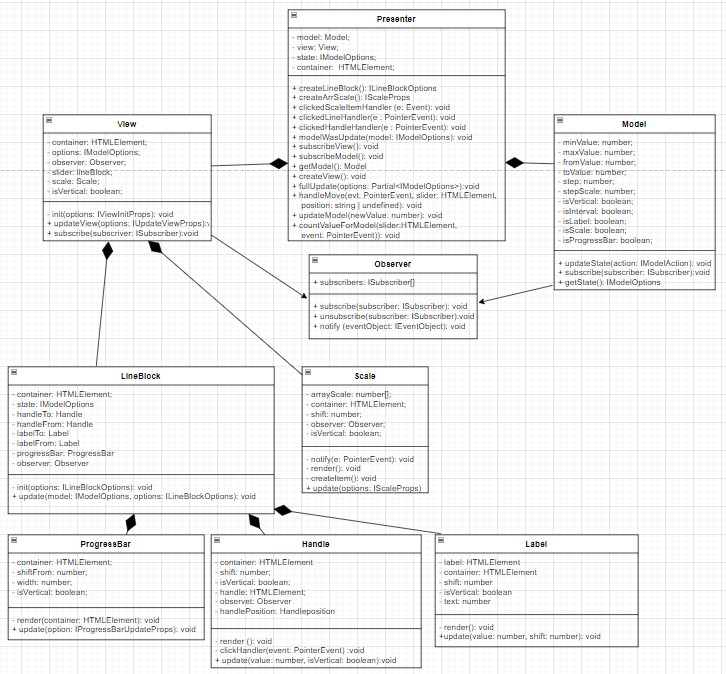 Presenter
- model: Model;
- view: View;
- state: IModelOptions;
- container: HTMLElement;
+ createLineBlock(): ILineBlockOptions
+ createArrScale(): IScaleProps
+ clickedScaleItemHandler (e: Event): void
+ clickedLineHandler(e : PointerEvent): void
+ clickedHandleHandler(e : PointerEvent): void
+ modelWasUpdate(model: IModelOptions): void
+ subscribeView(): void
+ subscribeModel(): void
+ getModel(): Model
+ createView(): void
+ fullUpdate(options: Partial<IModelOptions>):void
+ handleMove(evt: PointerEvent, slider: HTMLElement,
position: string | undefined): void
+ updateModel(newValue: number): void
+ countValueForModel(slider:HTMLElement,
event: PointerEvent)): void
View
- container: HTMLElement;
- options: IModelOptions;
- observer: Observer;
- slider: lineBlock;
- scale: Scale;
- isVertical: boolean;
- init(options: IViewInitProps): void
+ updateView(options: IUpdateViewProps):
+ subscribe(subscriber: ISubscriber):void
Model
- minValue: number;
- maxValue: number;
- fromValue: number;
- toValue: number;
- step: number;
- stepScale: number;
- isVertical: boolean;
- isInterval: boolean;
- isLabel: boolean;
- isScale: boolean;
- isProgressBar: boolean;
+ updateState(action: IModelAction): void
+ subscribe(subscriber: ISubscriber):void
+ getState(): IModelOptions
Observer
+ subscribers: ISubscriber[]
+ subscribe(subscriber: ISubscriber): void
+ unsubscribe(subscriber: ISubscriber): void
+ notify (eventObject: IEventObject): void
LineBlock
- container: HTMLElement;
- state: IModelOptions
- handleTo: Handle
- handleFrom: Handle
- labelTo: Label
- labelFrom: Label
- progressBar: ProgressBar
- observer: Observer
- init(options: ILineBlockOptions): void
+ update(model: IModelOptions, options: ILineBlockOptions): void
Scale
- arrayScale: number[];
- container: HTMLElement;
- shift: number;
- observer: Observer;
- isVertical: boolean;
- notify(e: PointerEvent): void
- render(): void
- createItem(): void
+ update(options: IScaleProps)
ProgressBar
- container: HTMLElement;
- shiftFrom: number;
- width: number;
- isVertical: boolean;
- render(container: HTMLElement): void
+ update(option: IProgressBarUpdateProps): void
Handle
- container: HTMLElement
- shift: number;
- isVertical: boolean;
- handle: HTMLElement;
- observet: Observer
- handlePosition: Handleposition
- render (): void
- clickHandler(event: PointerEvent) :void
+ update(value: number, isVertical: boolean):void
Label
- label: HTMLElement
- container: HTMLElement
- shift: number
- isVertical: boolean
- text: number
- render(): void
+update(value: number, shift: number): void